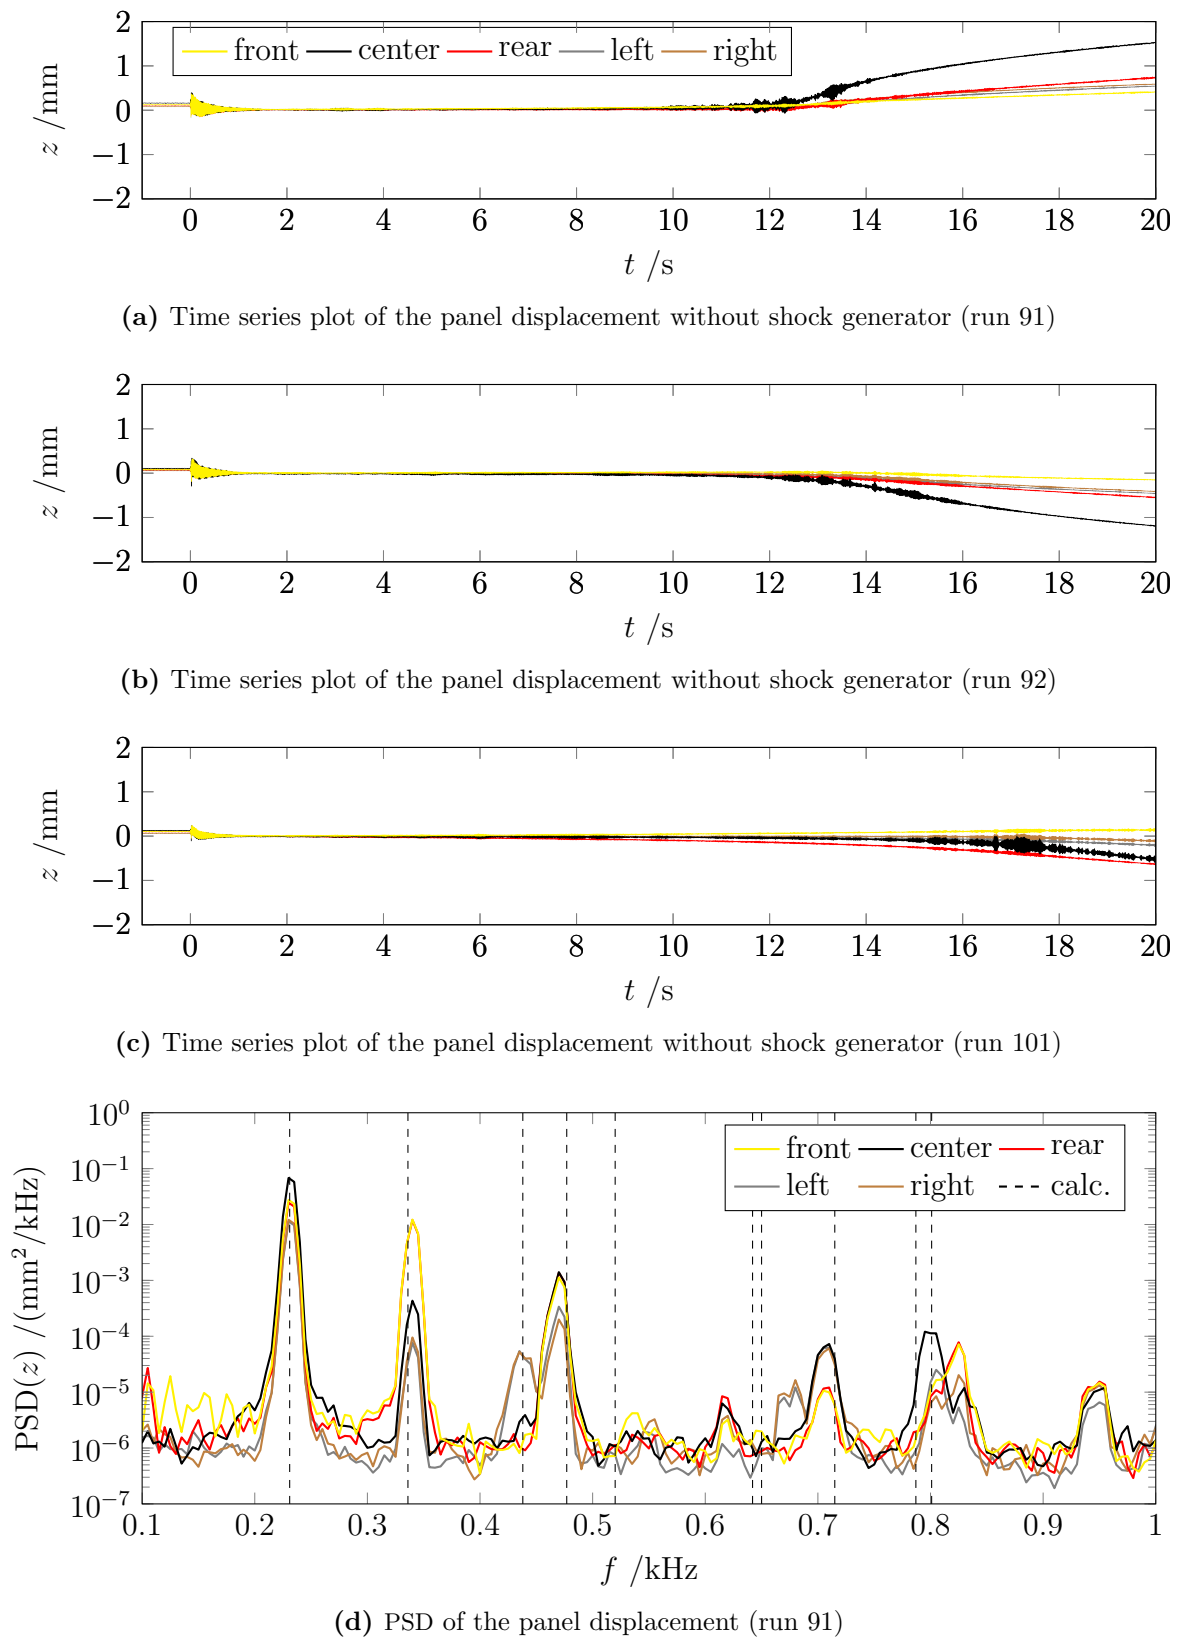 2
1
0
−1
−2
z /mm
front center rear left right
0 2 4 6 8 10 12 14 16 18 20
t /s
(a) Time series plot of the panel displacement without shock generator (run 91)
2
1
0
−1
−2
z /mm
0 2 4 6 8 10 12 14 16 18 20
t /s
(b) Time series plot of the panel displacement without shock generator (run 92)
2
1
0
−1
−2
z /mm
0 2 4 6 8 10 12 14 16 18 20
t /s
(c) Time series plot of the panel displacement without shock generator (run 101)
10⁰
10⁻¹
10⁻²
10⁻³
10⁻⁴
10⁻⁵
10⁻⁶
10⁻⁷
PSD(z) /(mm²/kHz)
front center rear
left right calc.
0.1 0.2 0.3 0.4 0.5 0.6 0.7 0.8 0.9 1
f /kHz
(d) PSD of the panel displacement (run 91)